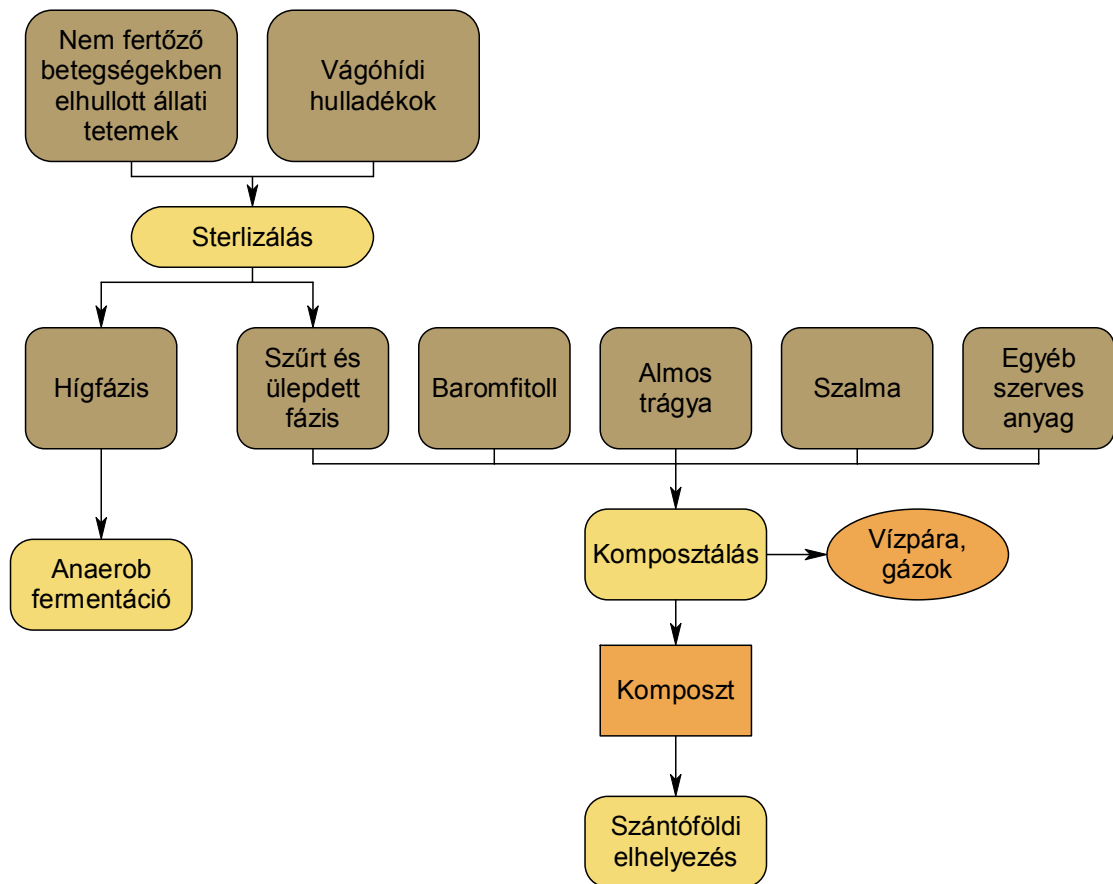 Nem fertőző
betegségekben
elhullott állati
tetemek
Vágóhídi
hulladékok
Sterlizálás
Hígfázis
Szűrt és
ülepdett
fázis
Baromfitoll
Almos
trágya
Szalma
Egyéb
szerves
anyag
Anaerob
fermentáció
Komposztálás
Vízpára,
gázok
Komposzt
Szántóföldi
elhelyezés